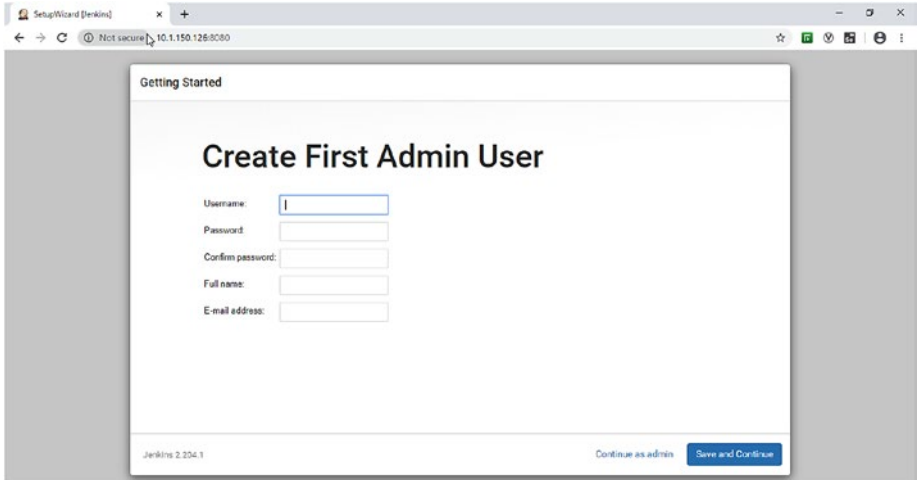 SetupWizard [Jenkins]
Not secure 10.1.150.126:8080
Getting Started
Create First Admin User
Username:
Password:
Confirm password:
Full name:
E-mail address:
Jenkins 2.204.1
Continue as admin
Save and Continue